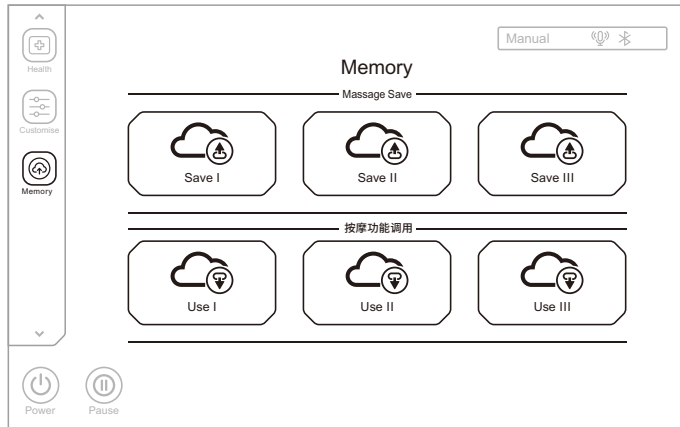 Manual
Health
Memory
Massage Save
Customise
Save I
Save II
Save III
Memory
按摩功能调用
Use I
Use II
Use III
Power
Pause